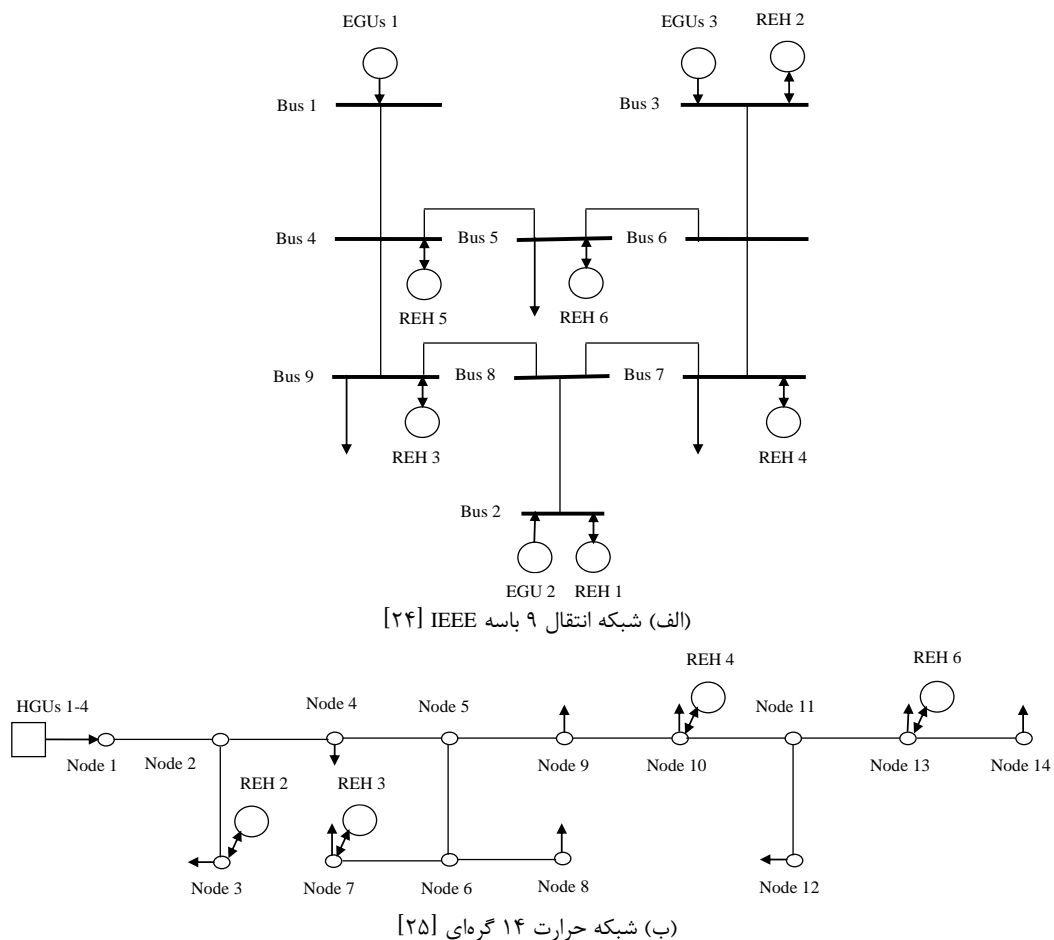 EGUs 1
EGUs 3
REH 2
Bus 1
Bus 3
Bus 4
Bus 5
Bus 6
REH 5
REH 6
Bus 9
Bus 8
Bus 7
REH 3
REH 4
Bus 2
EGU 2
REH 1
(الف) شبکه انتقال ۹ باسه IEEE [۲۴]
REH 4
REH 6
HGUs 1-4
Node 4
Node 5
Node 11
Node 1
Node 2
Node 9
Node 10
Node 13
Node 14
REH 2
REH 3
Node 3
Node 7
Node 6
Node 8
Node 12
(ب) شبکه حرارت ۱۴ گره‌ای [۲۵]